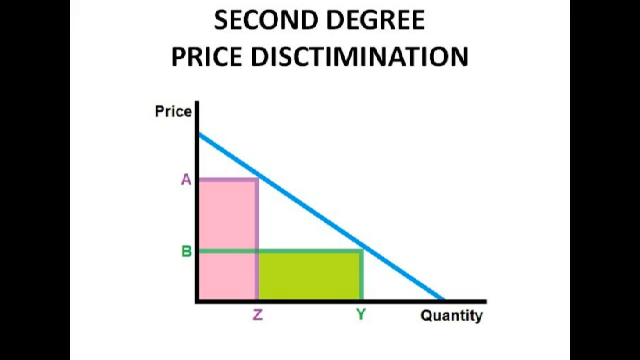 SECOND DEGREE
PRICE DISCTIMINATION
Price
A
B
Z
Y
Quantity